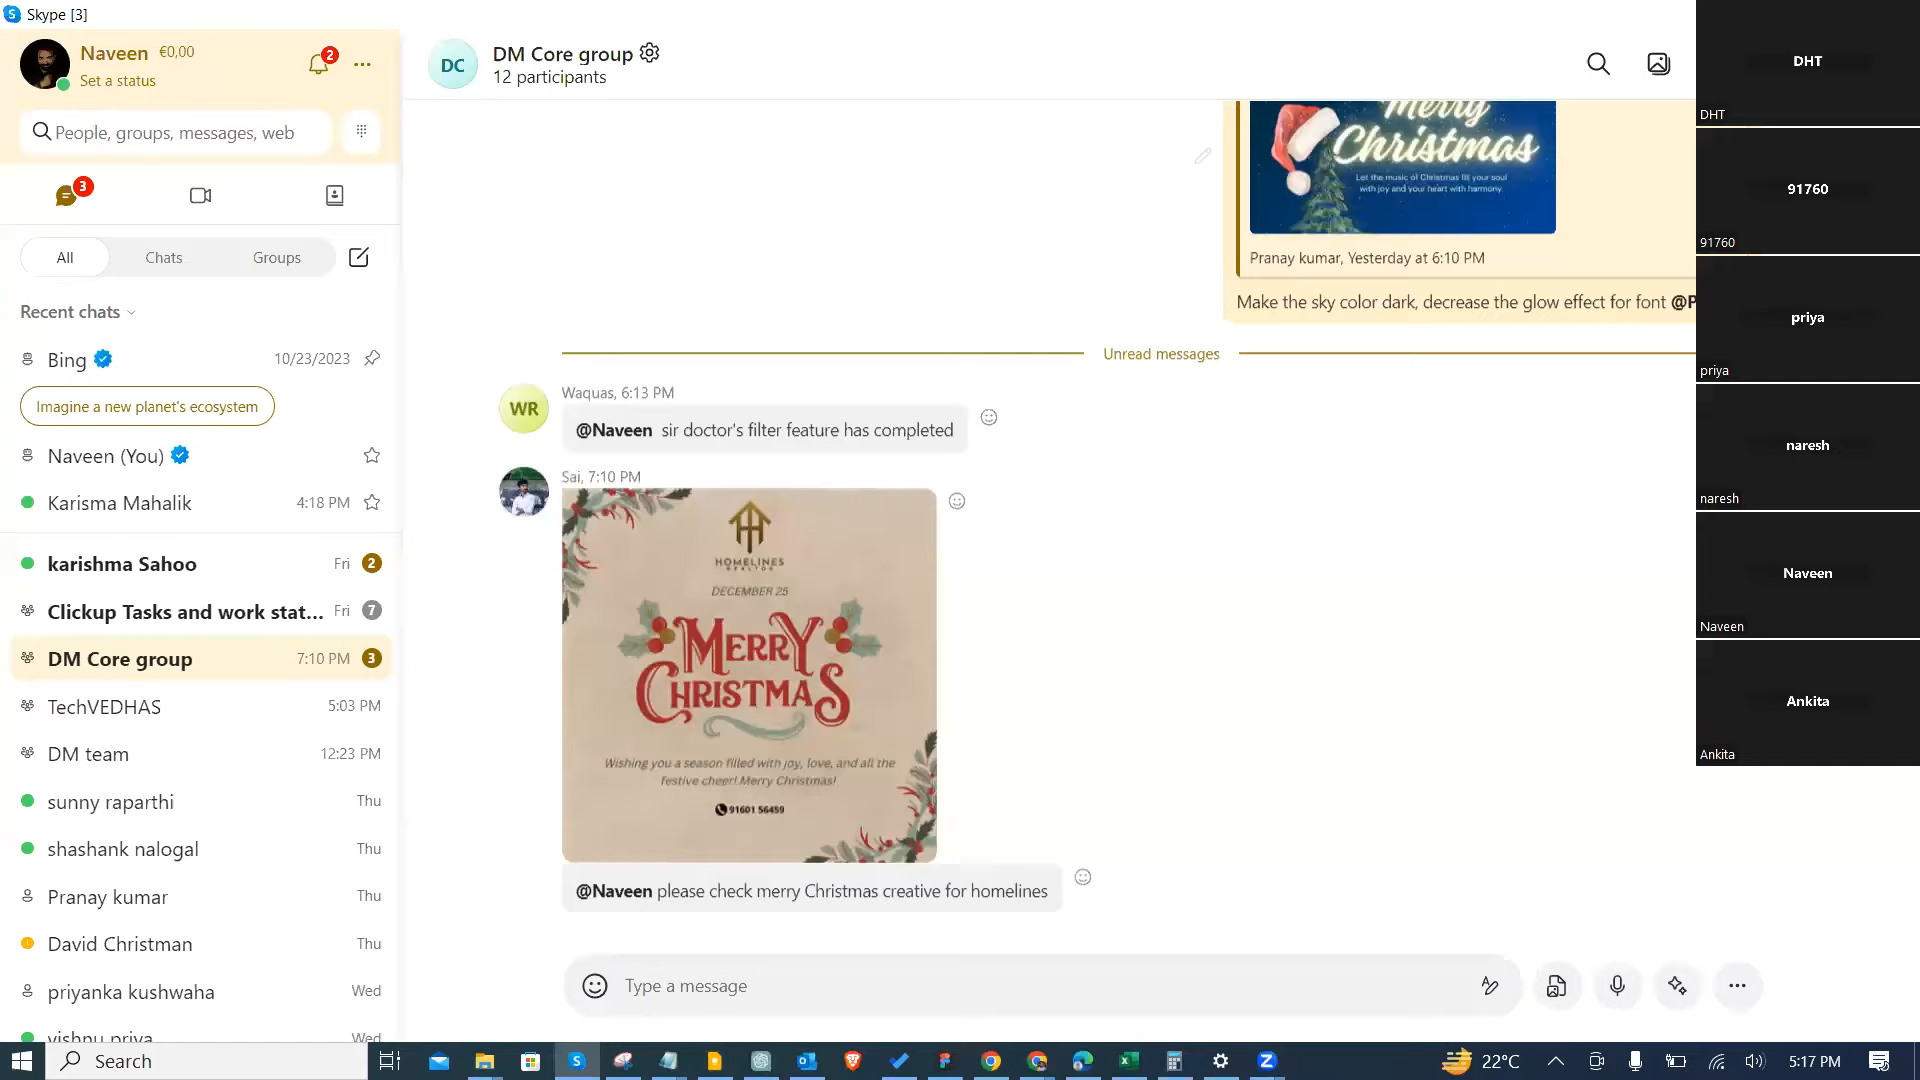 Skype [3]
Naveen €0,00
Set a status
2
People, groups, messages, web
3
All Chats Groups
Recent chats
Bing 10/23/2023
Imagine a new planet's ecosystem
Naveen (You)
Karisma Mahalik 4:18 PM
karishma Sahoo Fri 2
Clickup Tasks and work stat... Fri 7
DM Core group 7:10 PM 3
TechVEDHAS 5:03 PM
DM team 12:23 PM
sunny raparthi Thu
shashank nalogal Thu
Pranay kumar Thu
David Christman Thu
priyanka kushwaha Wed
vishnu priya Wed
DC
DM Core group
12 participants
Merry
Christmas
Let the music of Christmas fill your soul
with joy and your heart with harmony.
Pranay kumar, Yesterday at 6:10 PM
Make the sky color dark, decrease the glow effect for font @P
Unread messages
WR
Waquas, 6:13 PM
@Naveen sir doctor's filter feature has completed
Sai, 7:10 PM
HOMELINES
REALTOR
DECEMBER 25
MERRY
CHRISTMAS
Wishing you a season filled with joy, love, and all the
festive cheer! Merry Christmas!
91601 56459
@Naveen please check merry Christmas creative for homelines
Type a message
DHT
DHT
91760
91760
priya
priya
naresh
naresh
Naveen
Naveen
Ankita
Ankita
Search
22°C
5:17 PM